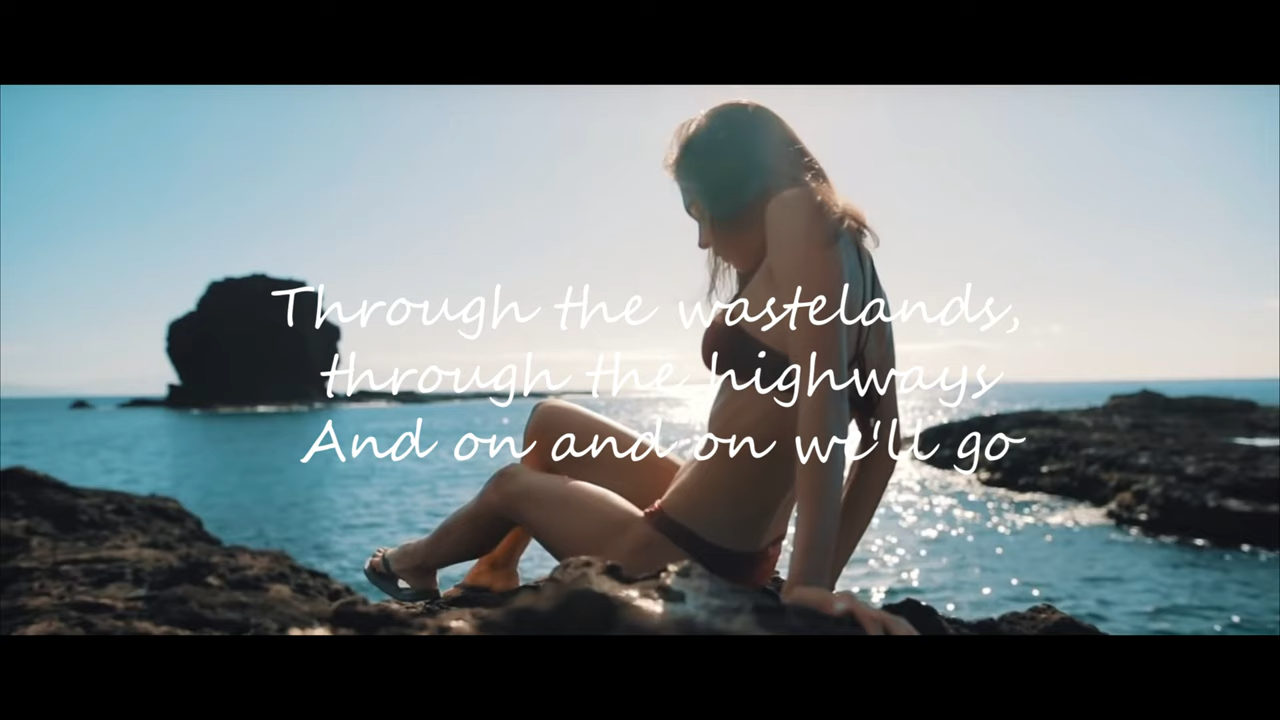 Through the wastelands,
through the highways
And on and on we'll go